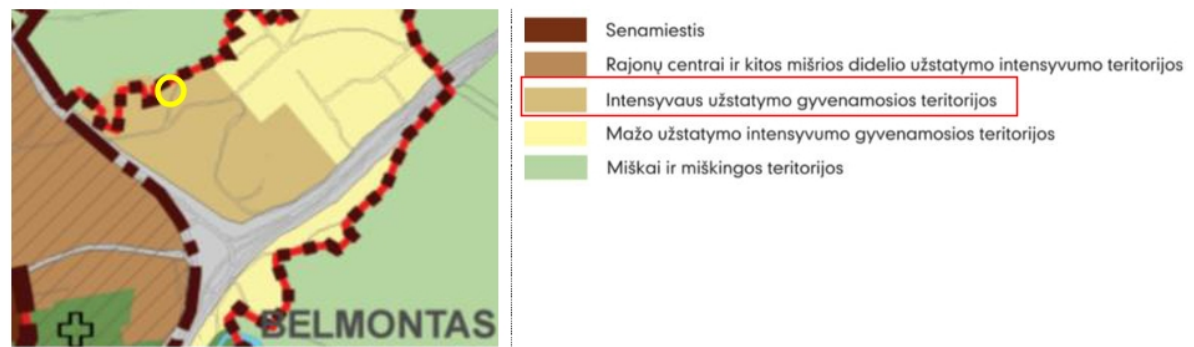 BELMONTAS
Senamiestis
Rajonų centrai ir kitos mišrios didelio užstatymo intensyvumo teritorijos
Intensyvaus užstatymo gyvenamosios teritorijos
Mažo užstatymo intensyvumo gyvenamosios teritorijos
Miškai ir miškingos teritorijos